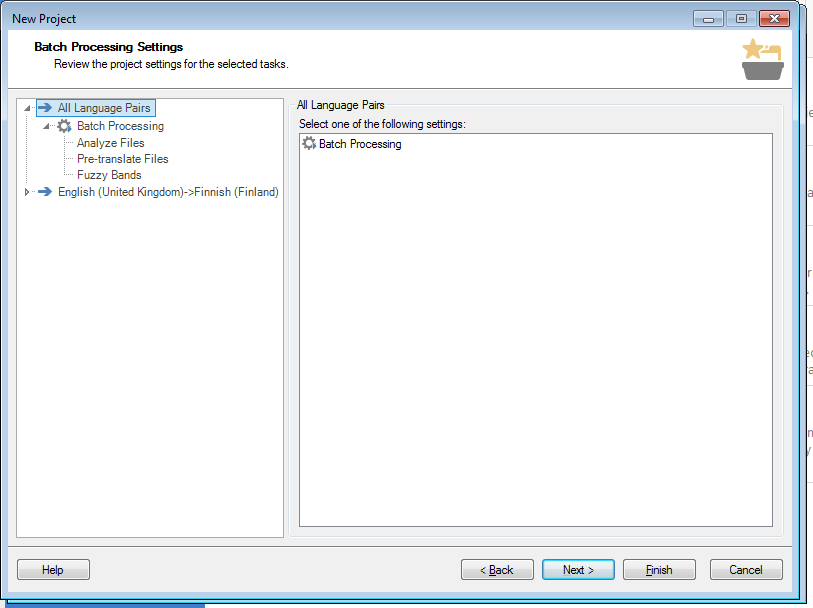 New Project
Batch Processing Settings
Review the project settings for the selected tasks.
All Language Pairs
Batch Processing
Analyze Files
Pre-translate Files
Fuzzy Bands
English (United Kingdom)->Finnish (Finland)
All Language Pairs
Select one of the following settings:
Batch Processing
Help
< Back
Next >
Finish
Cancel